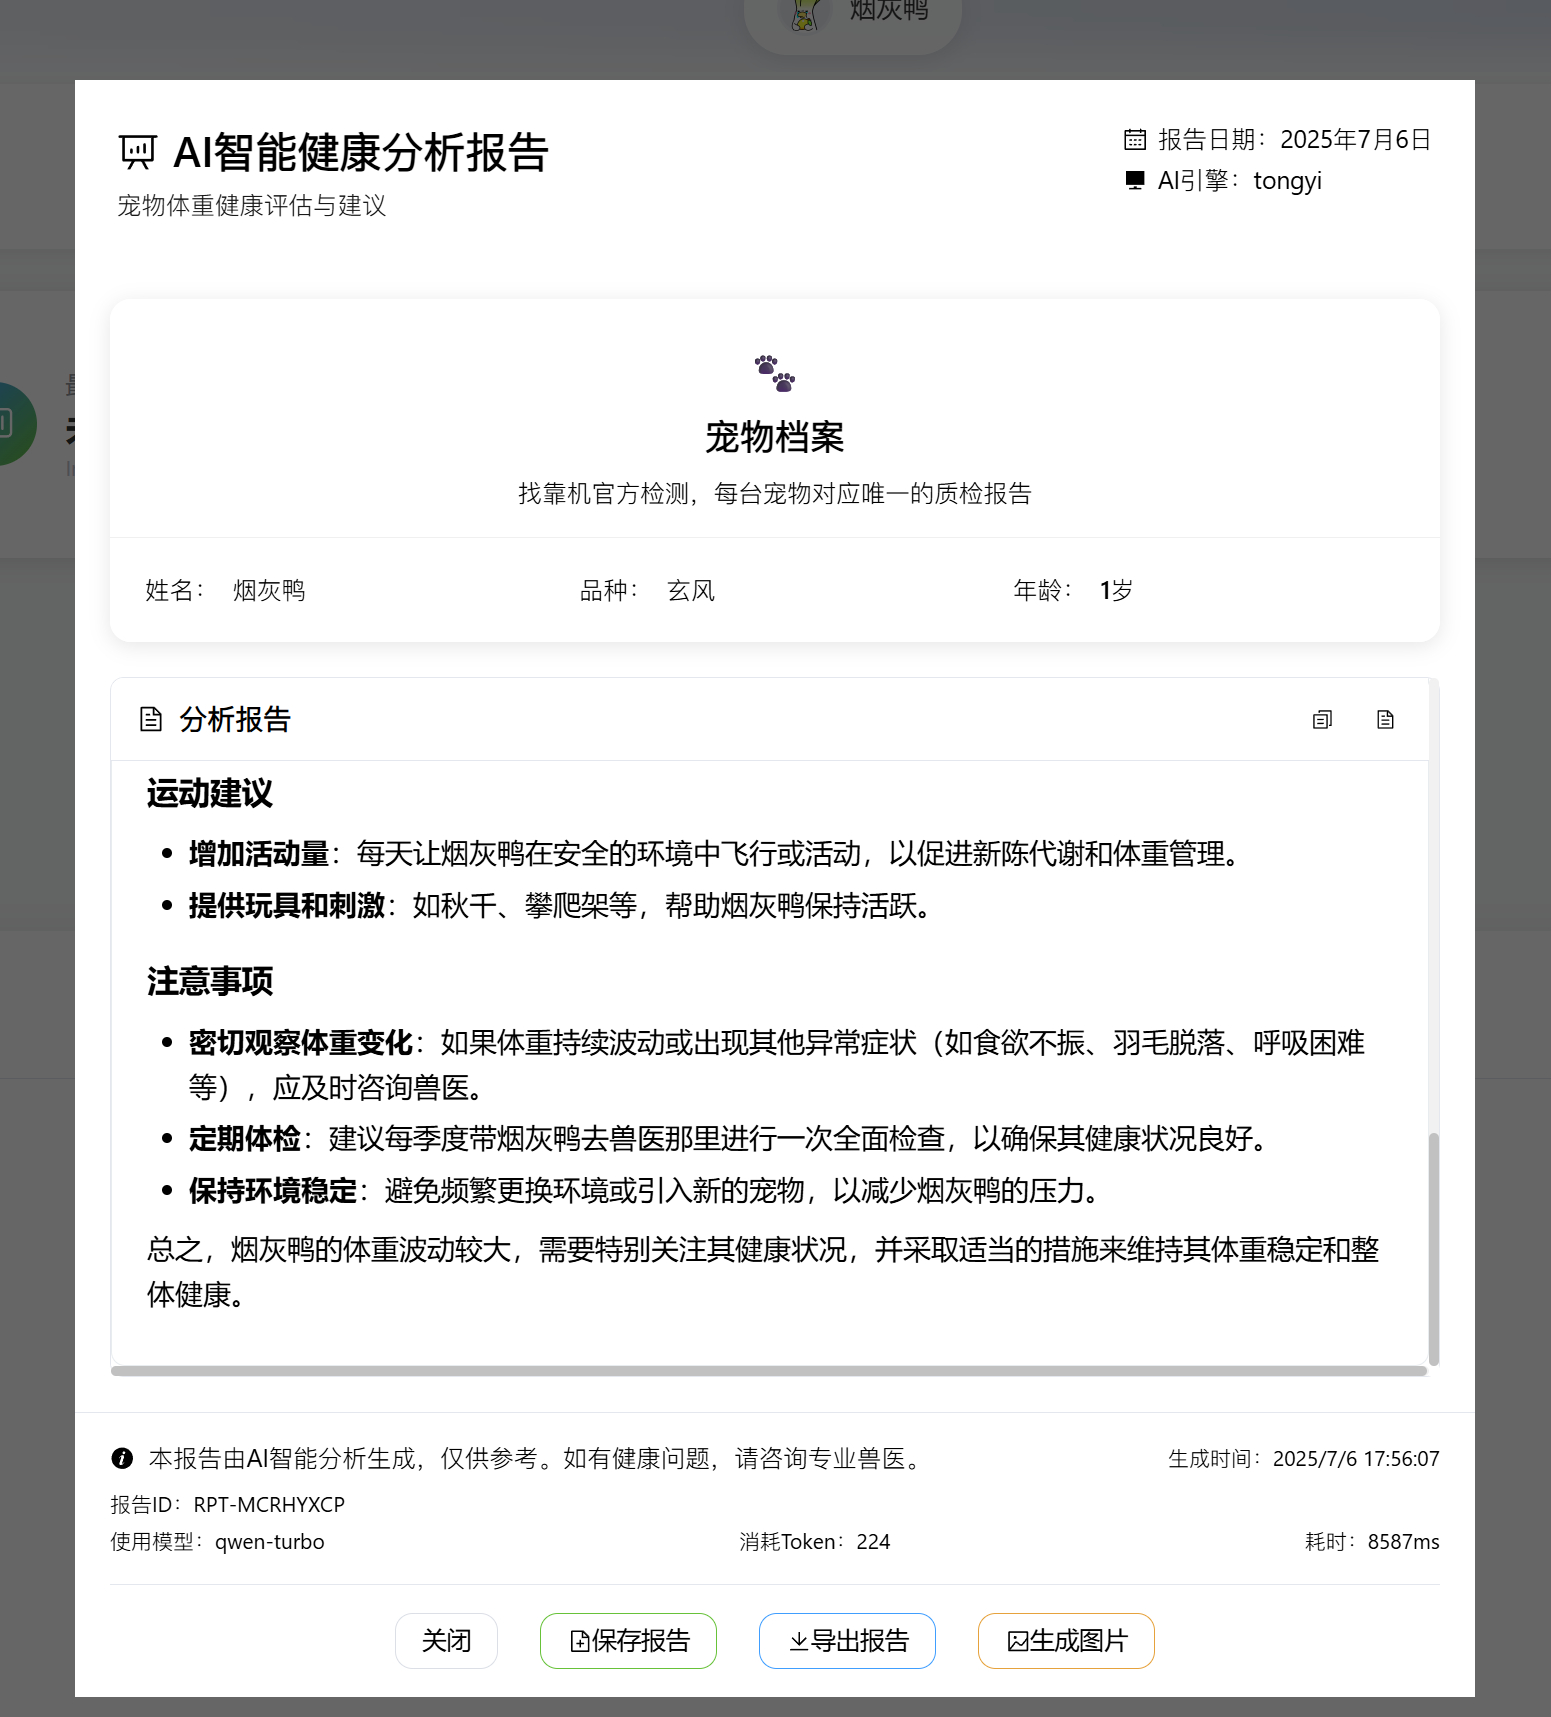 烟灰鸭
AI智能健康分析报告
宠物体重健康评估与建议
报告日期：2025年7月6日
AI引擎：tongyi
宠物档案
找靠机官方检测，每台宠物对应唯一的质检报告
姓名： 烟灰鸭
品种： 玄风
年龄： 1岁
分析报告
运动建议
增加活动量：每天让烟灰鸭在安全的环境中飞行或活动，以促进新陈代谢和体重管理。
提供玩具和刺激：如秋千、攀爬架等，帮助烟灰鸭保持活跃。
注意事项
密切观察体重变化：如果体重持续波动或出现其他异常症状（如食欲不振、羽毛脱落、呼吸困难
等），应及时咨询兽医。
定期体检：建议每季度带烟灰鸭去兽医那里进行一次全面检查，以确保其健康状况良好。
保持环境稳定：避免频繁更换环境或引入新的宠物，以减少烟灰鸭的压力。
总之，烟灰鸭的体重波动较大，需要特别关注其健康状况，并采取适当的措施来维持其体重稳定和整
体健康。
本报告由AI智能分析生成，仅供参考。如有健康问题，请咨询专业兽医。
生成时间：2025/7/6 17:56:07
报告ID：RPT-MCRHYXCP
使用模型：qwen-turbo
消耗Token：224
耗时：8587ms
关闭
保存报告
导出报告
生成图片